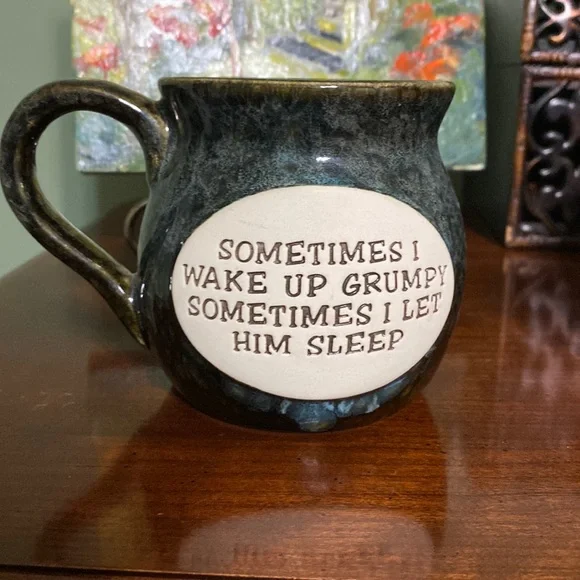 SOMETIMES I
WAKE UP GRUMPY
SOMETIMES I LET
HIM SLEEP